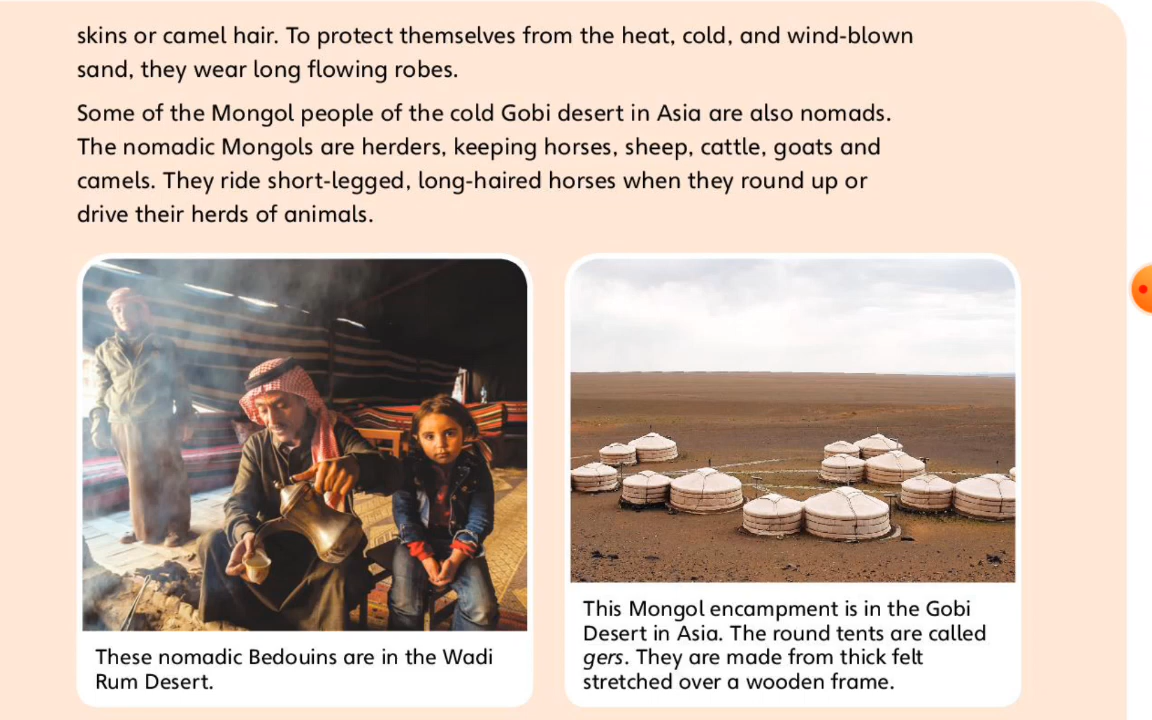 skins or camel hair. To protect themselves from the heat, cold, and wind-blown
sand, they wear long flowing robes.
Some of the Mongol people of the cold Gobi desert in Asia are also nomads.
The nomadic Mongols are herders, keeping horses, sheep, cattle, goats and
camels. They ride short-legged, long-haired horses when they round up or
drive their herds of animals.
These nomadic Bedouins are in the Wadi
Rum Desert.
This Mongol encampment is in the Gobi
Desert in Asia. The round tents are called
gers. They are made from thick felt
stretched over a wooden frame.